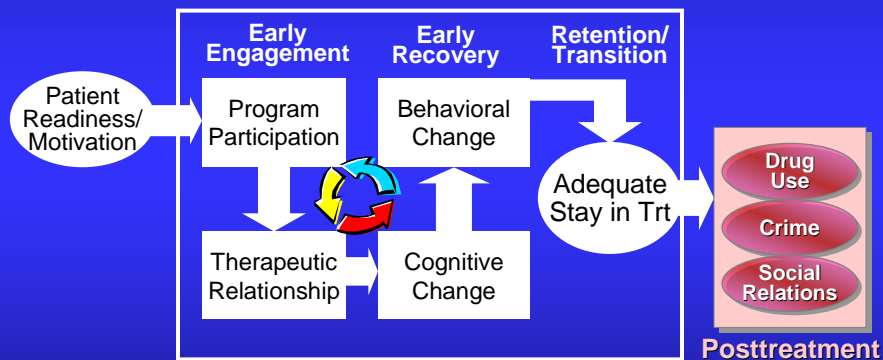 Early
Engagement
Early
Recovery
Retention/
Transition
Patient
Readiness/
Motivation
Program
Participation
Behavioral
Change
Adequate
Stay in Trt
Therapeutic
Relationship
Cognitive
Change
Drug
Use
Crime
Social
Relations
Posttreatment